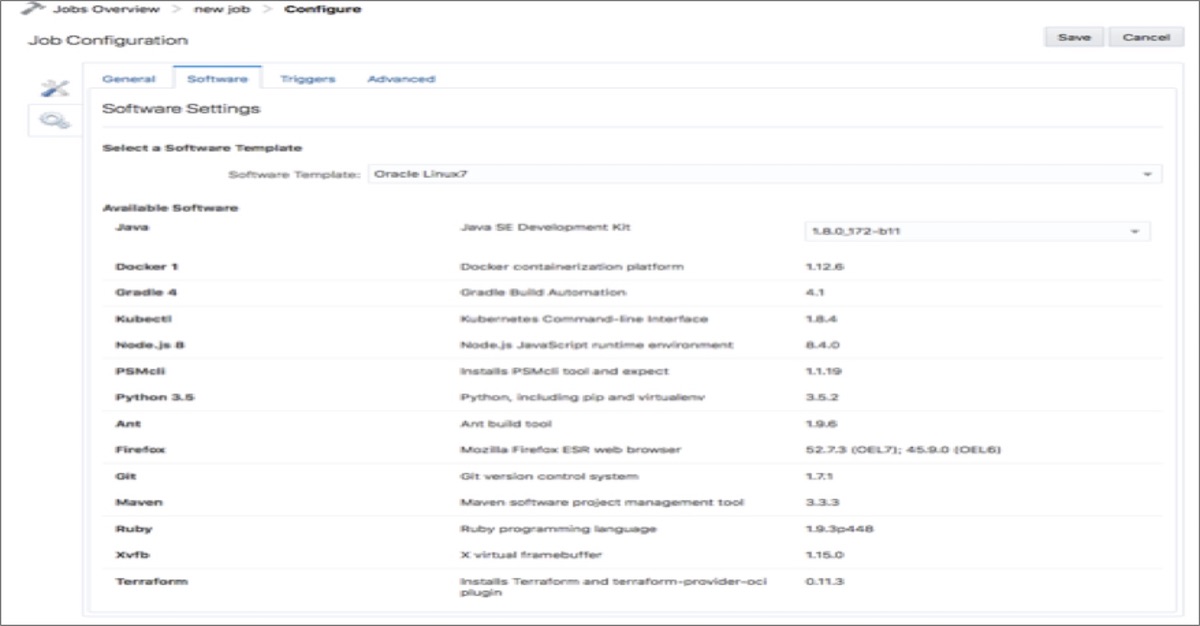 Jobs Overview > new job > Configure
Job Configuration
Save Cancel
General Software Triggers Advanced
Software Settings
Select a Software Template
Software Template: Oracle Linux7
Available Software
Java Java SE Development Kit 1.8.0_172-b11
Docker 1 Docker containerization platform 1.12.6
Gradle 4 Gradle Build Automation 4.1
Kubectl Kubernetes Command-line Interface 1.8.4
Node.js 8 Node.js JavaScript runtime environment 8.4.0
PSMcli Installs PSMcli tool and expect 1.1.19
Python 3.5 Python, including pip and virtualenv 3.5.2
Ant Ant build tool 1.9.6
Firefox Mozilla Firefox ESR web browser 52.7.3 (OEL7); 45.9.0 (OEL6)
Git Git version control system 1.7.1
Maven Maven software project management tool 3.3.3
Ruby Ruby programming language 1.9.3p448
Xvfb X virtual framebuffer 1.15.0
Terraform Installs Terraform and terraform-provider-oci 0.11.3
plugin